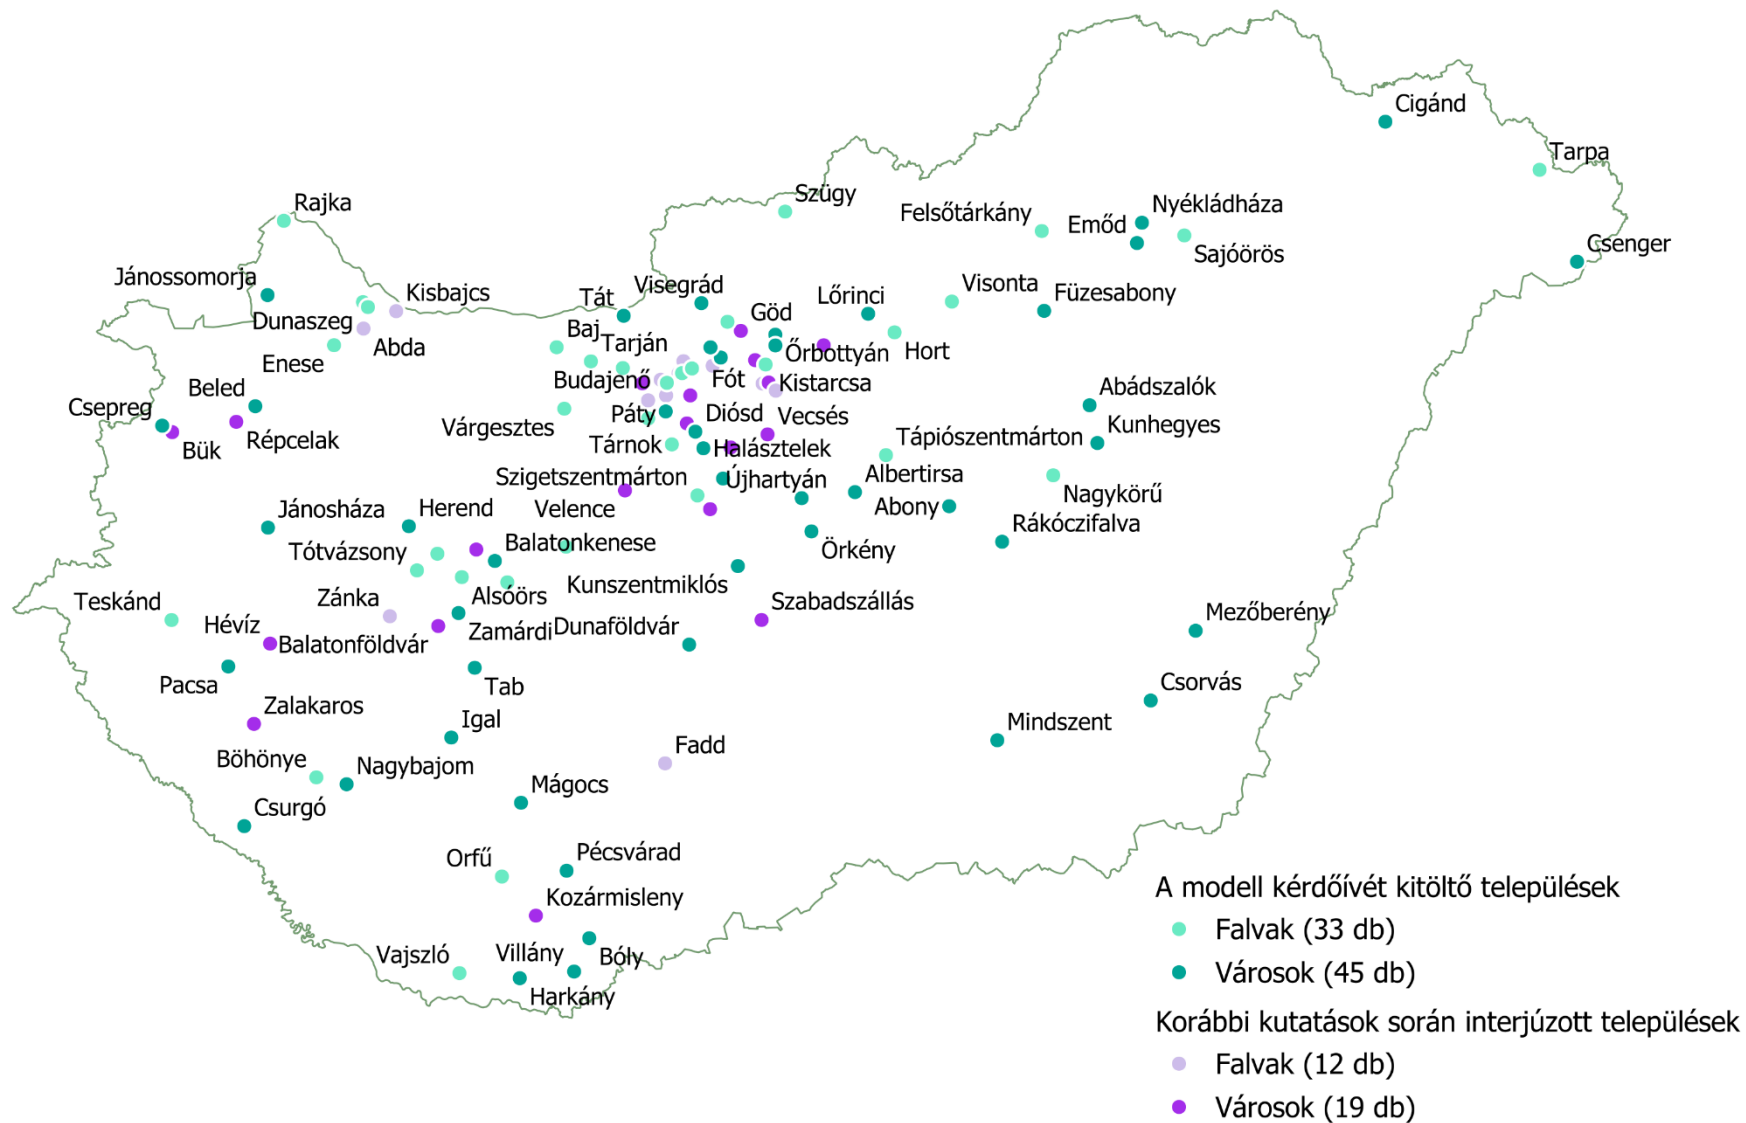 Cigánd
Tarpa
Szügy
Rajka
Felsőtárkány
Emőd
Nyékládháza
Sajóörös
Csenger
Jánossomorja
Kisbajcs
Tát
Visegrád
Lőrinci
Visonta
Füzesabony
Dunaszeg
Göd
Abda
Baj
Tarján
Őrbottyán
Hort
Enese
Budajenő
Fót
Kistarcsa
Beled
Abádszalók
Csepreg
Páty
Diósd
Vecsés
Várgesztes
Kunhegyes
Bük
Répcelak
Tárnok
Halásztelek
Tápiószentmárton
Szigetszentmárton
Újhartyán
Albertirsa
Nagykörű
Jánosháza
Herend
Velence
Abony
Rákóczifalva
Tótvázsony
Balatonkenese
Örkény
Kunszentmiklós
Teskánd
Zánka
Alsóörs
Szabadszállás
Mezőberény
Hévíz
Balatonföldvár
Zamárdi
Dunaföldvár
Pacsa
Tab
Csorvás
Zalakaros
Igal
Mindszent
Böhönye
Nagybajom
Fadd
Csurgó
Mágocs
Orfű
Pécsvárad
Kozármisleny
Vajszló
Villány
Bóly
Harkány
A modell kérdőívét kitöltő települések
Falvak (33 db)
Városok (45 db)
Korábbi kutatások során interjúzott települések
Falvak (12 db)
Városok (19 db)